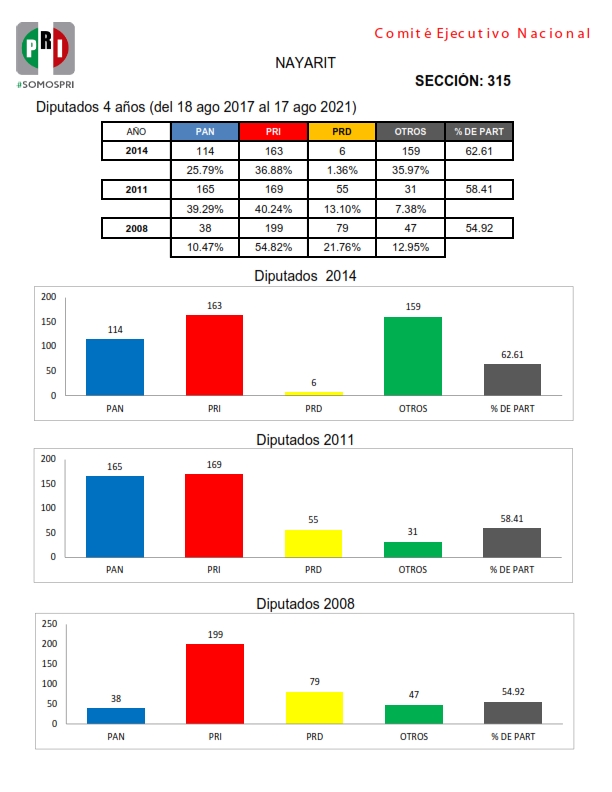 Comité Ejecutivo Nacional
PRI
#SOMOSPRI
NAYARIT
SECCIÓN: 315
Diputados 4 años (del 18 ago 2017 al 17 ago 2021)
AÑO PAN PRI PRD OTROS % DE PART
2014 114 163 6 159 62.61
25.79% 36.88% 1.36% 35.97%
2011 165 169 55 31 58.41
39.29% 40.24% 13.10% 7.38%
2008 38 199 79 47 54.92
10.47% 54.82% 21.76% 12.95%
Diputados 2014
200
150
100
50
0
114 163 6 159 62.61
PAN PRI PRD OTROS % DE PART
Diputados 2011
200
150
100
50
0
165 169 55 31 58.41
PAN PRI PRD OTROS % DE PART
Diputados 2008
250
200
150
100
50
0
38 199 79 47 54.92
PAN PRI PRD OTROS % DE PART